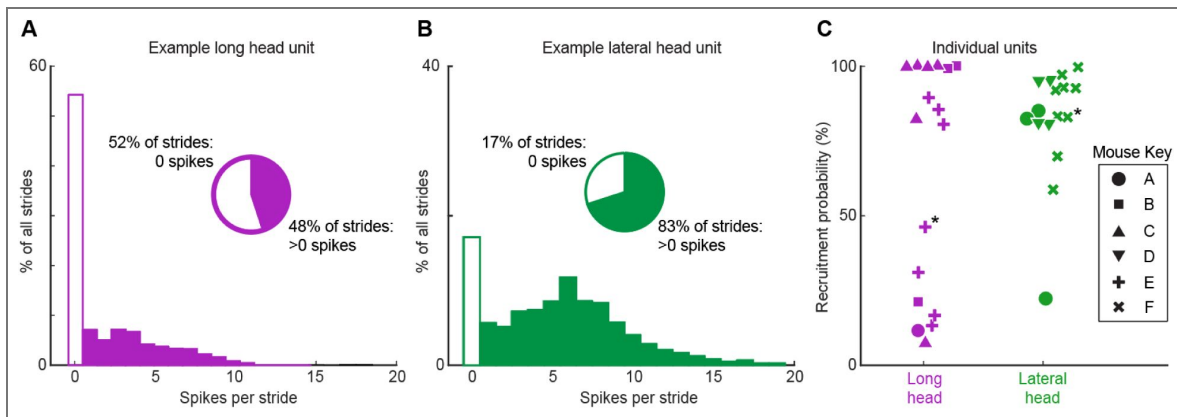 A
Example long head unit
60
0
% of all strides
52% of strides:
0 spikes
48% of strides:
>0 spikes
0
5
10
15
20
Spikes per stride
B
Example lateral head unit
40
0
% of all strides
17% of strides:
0 spikes
83% of strides:
>0 spikes
0
5
10
15
20
Spikes per stride
C
Individual units
100
50
0
Recruitment probability (%)
*
*
Long
head
Lateral
head
Mouse Key
A
B
C
D
E
F